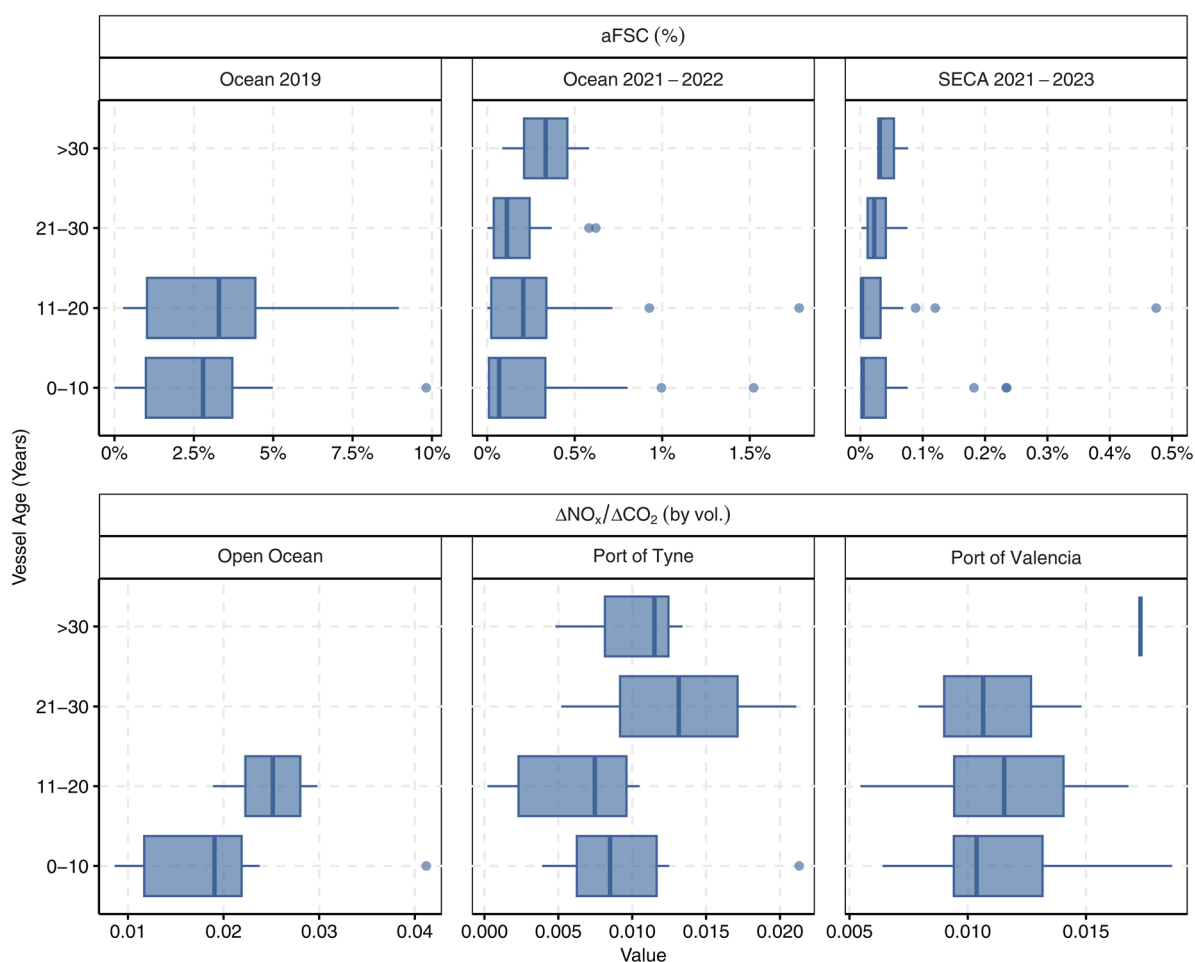 aFSC (%)
Ocean 2019
Ocean 2021 – 2022
SECA 2021 – 2023
>30
21–30
11–20
0–10
0% 2.5% 5% 7.5% 10%
0% 0.5% 1% 1.5%
0% 0.1% 0.2% 0.3% 0.4% 0.5%
Vessel Age (Years)
ΔNOₓ/ΔCO₂ (by vol.)
Open Ocean
Port of Tyne
Port of Valencia
>30
21–30
11–20
0–10
0.01 0.02 0.03 0.04
0.000 0.005 0.010 0.015 0.020
0.005 0.010 0.015
Value